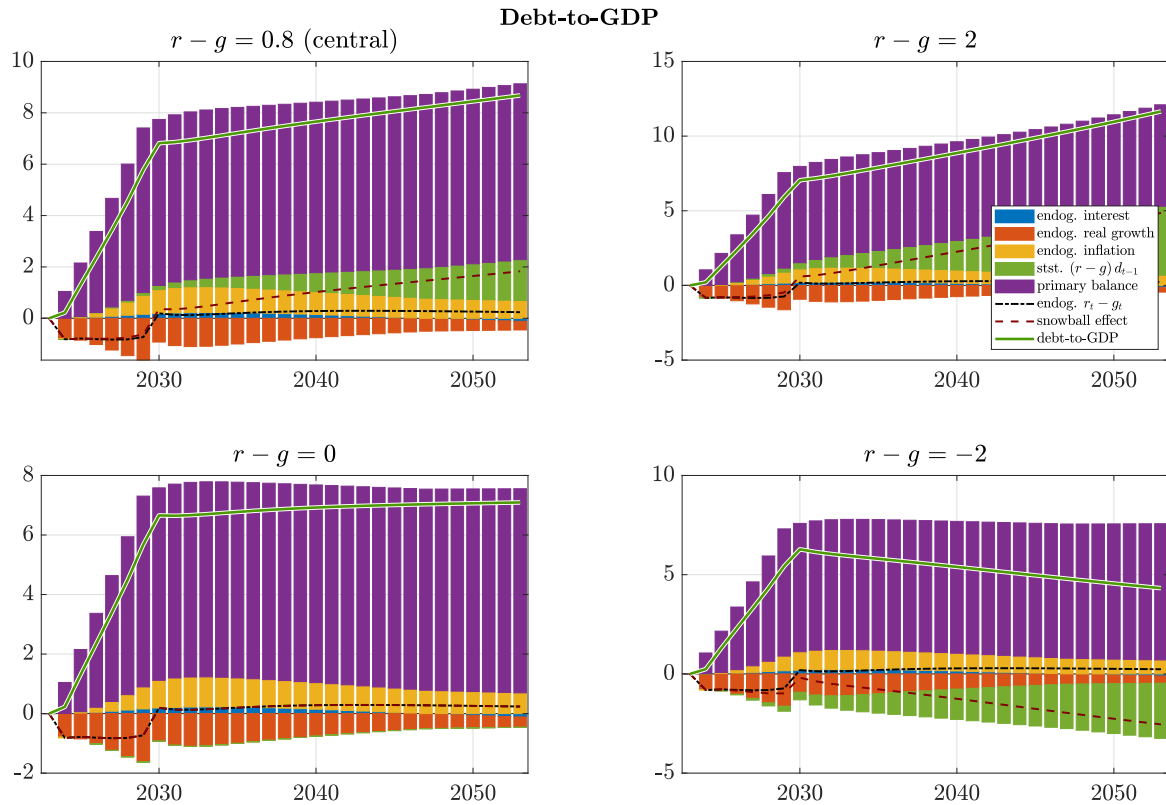 Debt-to-GDP
r − g = 0.8 (central)
10
8
6
4
2
0
2030
2040
2050
r − g = 2
15
10
5
0
-5
2030
2040
2050
endog. interest
endog. real growth
endog. inflation
stst. (r − g) d_{t−1}
primary balance
endog. r_t − g_t
snowball effect
debt-to-GDP
r − g = 0
8
6
4
2
0
-2
2030
2040
2050
r − g = −2
10
5
0
-5
2030
2040
2050